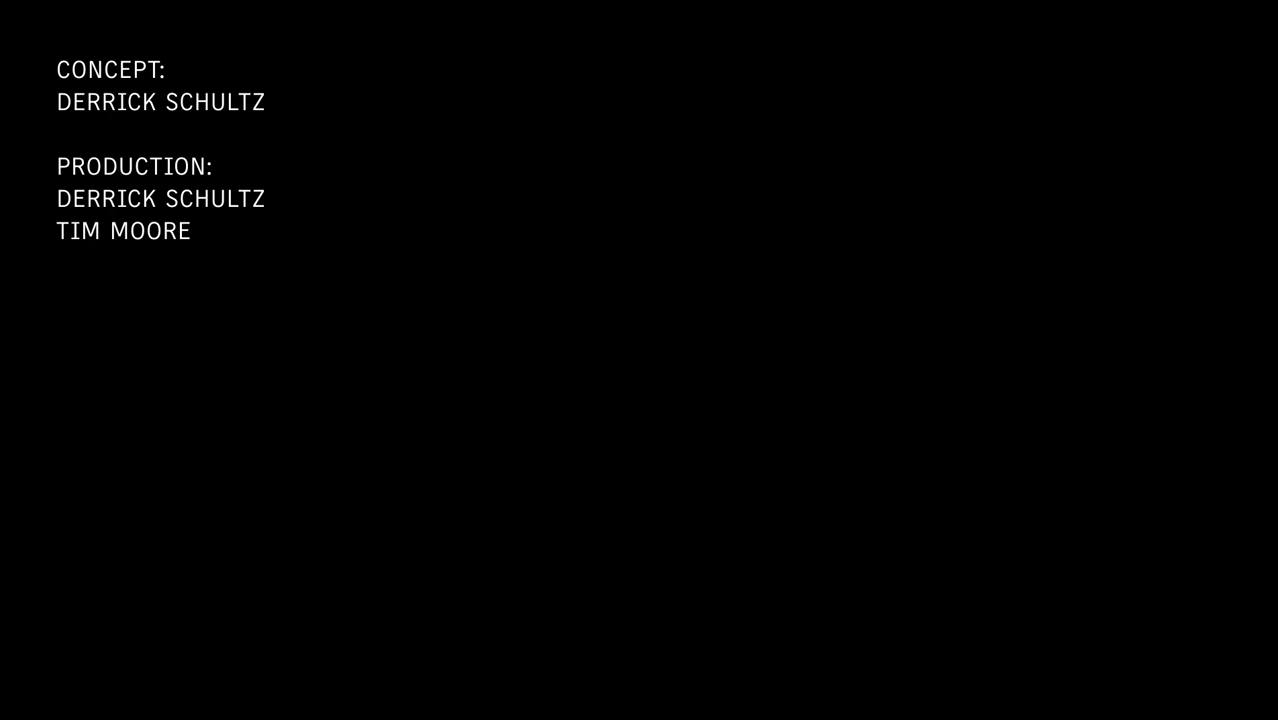 CONCEPT:
DERRICK SCHULTZ
PRODUCTION:
DERRICK SCHULTZ
TIM MOORE